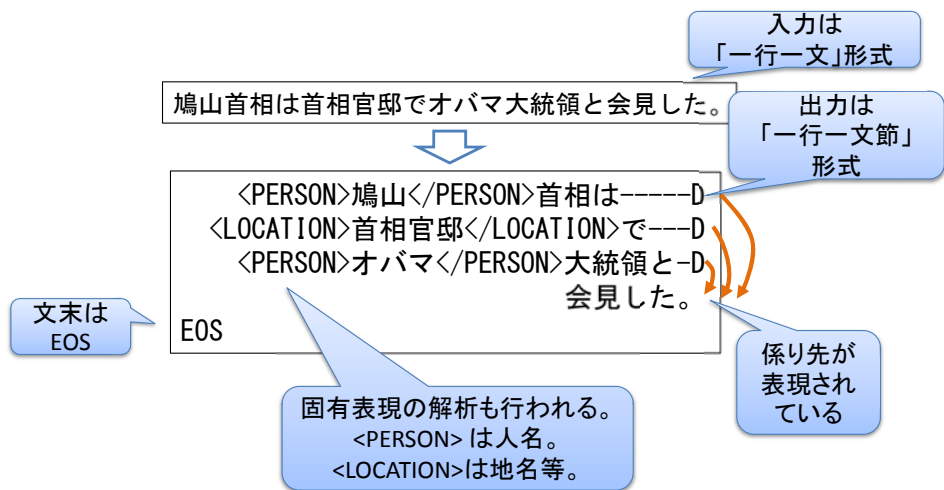 入力は
「一行一文」形式
鳩山首相は首相官邸でオバマ大統領と会見した。
出力は
「一行一文節」
形式
<PERSON>鳩山</PERSON>首相は-----D
<LOCATION>首相官邸</LOCATION>で---D
<PERSON>オバマ</PERSON>大統領と-D
会見した。
EOS
文末は
EOS
係り先が
表現され
ている
固有表現の解析も行われる。
<PERSON> は人名。
<LOCATION>は地名等。